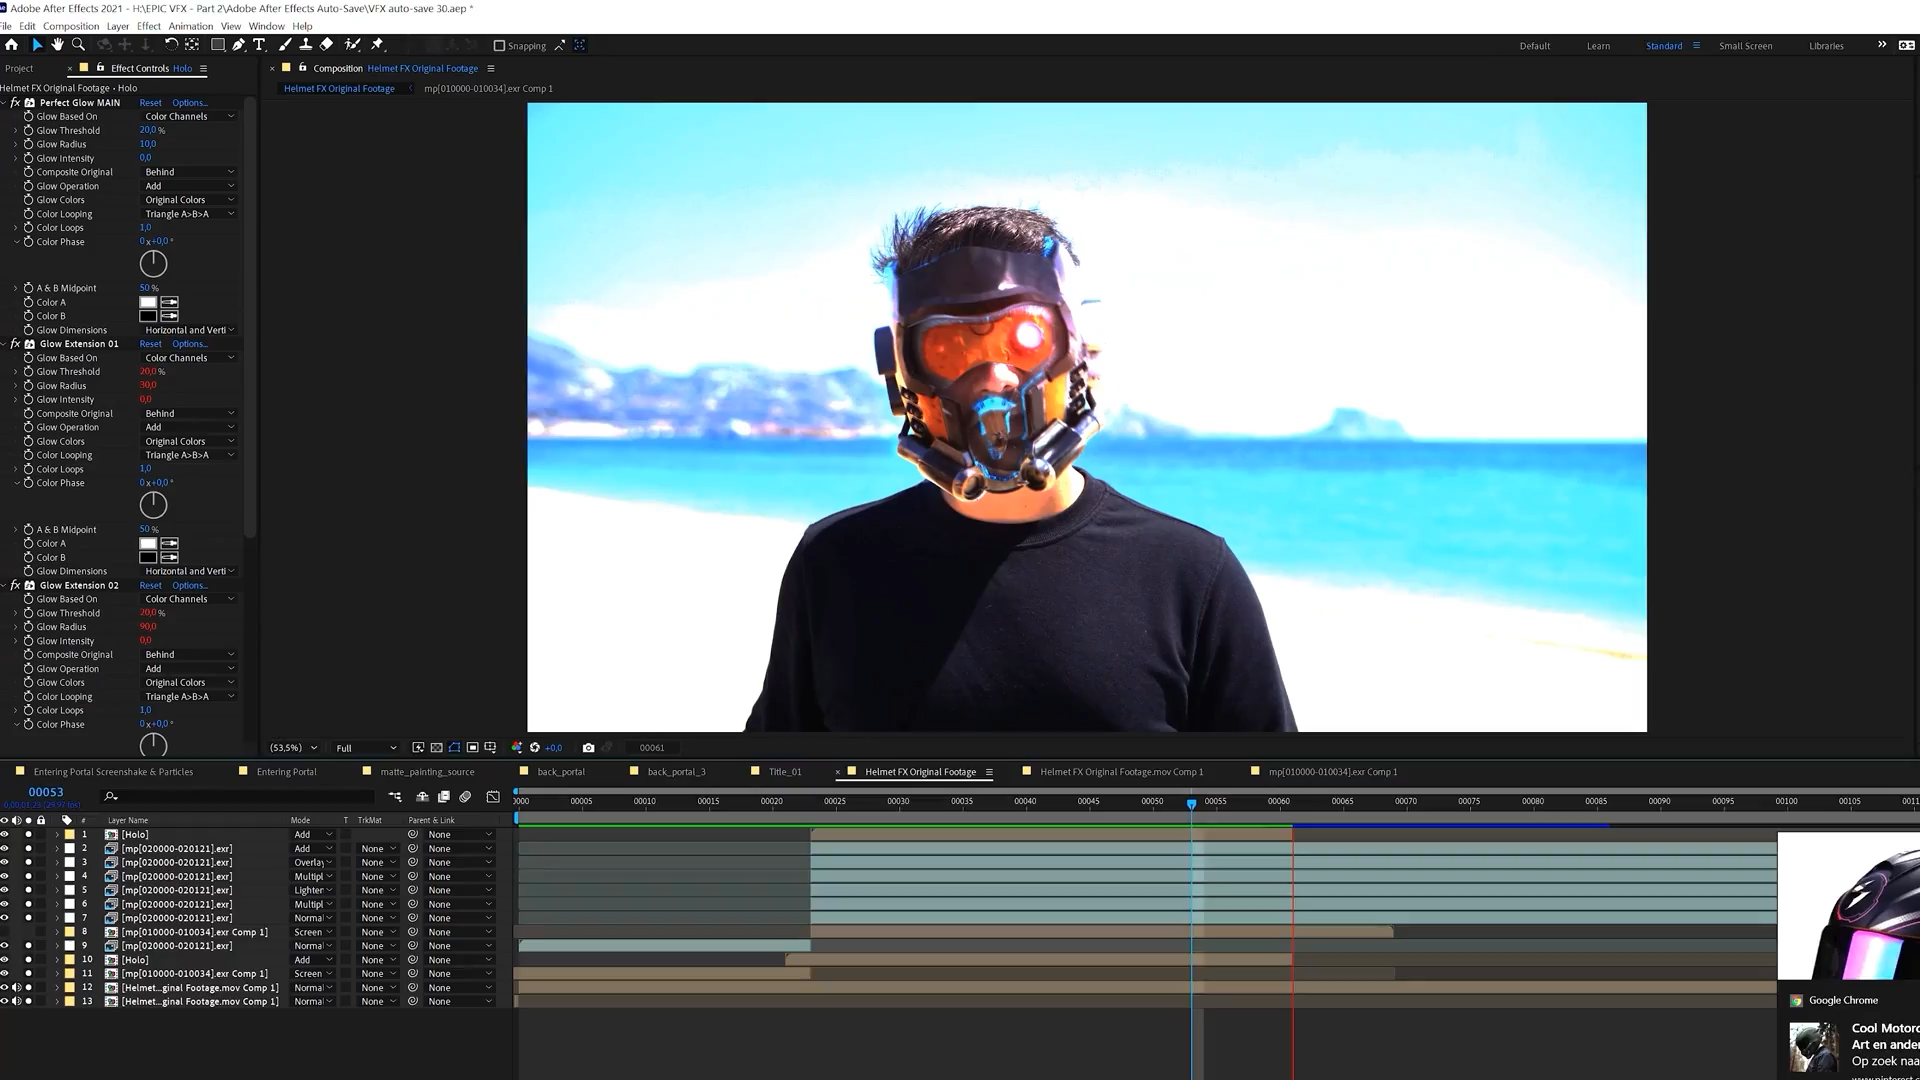 Adobe After Effects 2021 - H:\EPIC VFX - Part 2\Adobe After Effects Auto-Save\VFX auto-save 30.aep *
File Edit Composition Layer Effect Animation View Window Help
Snapping Default Learn Standard Small Screen Libraries
Project Effect Controls Holo Composition Helmet FX Original Footage
Helmet FX Original Footage • Holo
Helmet FX Original Footage mp[010000-010034].exr Comp 1
fx Perfect Glow MAIN Reset Options...
Glow Based On Color Channels
Glow Threshold 20,0 %
Glow Radius 10,0
Glow Intensity 0,0
Composite Original Behind
Glow Operation Add
Glow Colors Original Colors
Color Looping Triangle A>B>A
Color Loops 1,0
Color Phase 0 x+0,0 °
A & B Midpoint 50 %
Color A
Color B
Glow Dimensions Horizontal and Verti
fx Glow Extension 01 Reset Options...
Glow Based On Color Channels
Glow Threshold 20,0 %
Glow Radius 30,0
Glow Intensity 0,0
Composite Original Behind
Glow Operation Add
Glow Colors Original Colors
Color Looping Triangle A>B>A
Color Loops 1,0
Color Phase 0 x+0,0 °
A & B Midpoint 50 %
Color A
Color B
Glow Dimensions Horizontal and Verti
fx Glow Extension 02 Reset Options...
Glow Based On Color Channels
Glow Threshold 20,0 %
Glow Radius 90,0
Glow Intensity 0,0
Composite Original Behind
Glow Operation Add
Glow Colors Original Colors
Color Looping Triangle A>B>A
Color Loops 1,0
Color Phase 0 x+0,0 °
(53,5%) Full +0,0 00061
Entering Portal Screenshake & Particles Entering Portal matte_painting_source back_portal back_portal_3 Title_01 Helmet FX Original Footage Helmet FX Original Footage.mov Comp 1 mp[010000-010034].exr Comp 1
00053
0000 00005 00010 00015 00020 00025 00030 00035 00040 00045 00050 00055 00060 00065 00070 00075 00080 00085 00090 00095 00100 00105 0011
# Layer Name Mode T TrkMat Parent & Link
1 [Holo] Add None
2 [mp[020000-020121].exr] Add None None
3 [mp[020000-020121].exr] Overlay None None
4 [mp[020000-020121].exr] Multipl None None
5 [mp[020000-020121].exr] Lighten None None
6 [mp[020000-020121].exr] Multipl None None
7 [mp[020000-020121].exr] Normal None None
8 [mp[010000-010034].exr Comp 1] Screen None None
9 [mp[020000-020121].exr] Normal None None
10 [Holo] Add None None
11 [mp[010000-010034].exr Comp 1] Screen None None
12 [Helmet...ginal Footage.mov Comp 1] Normal None None
13 [Helmet...ginal Footage.mov Comp 1] Normal None None
Google Chrome
Cool Motorc
Art en ander
Op zoek naa